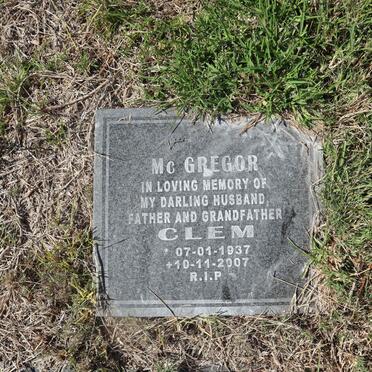 Mc GREGOR
IN LOVING MEMORY OF
MY DARLING HUSBAND,
FATHER AND GRANDFATHER
CLEM
* 07-01-1937
+10-11-2007
R.I.P